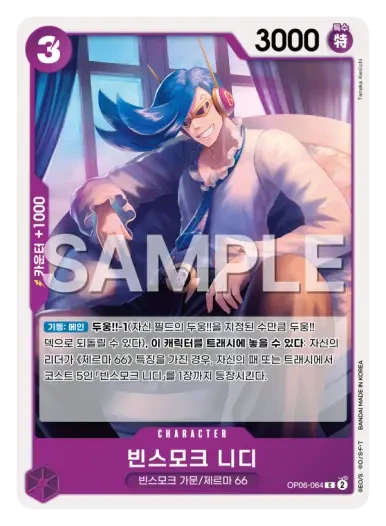 3
3000
특수
特
Tanaka Kenichi
카운터 +1000
SAMPLE
기동: 메인 두웅!!-1(자신 필드의 두웅!!을 지정된 수만큼 두웅!!
덱으로 되돌릴 수 있다), 이 캐릭터를 트래시에 놓을 수 있다: 자신의
리더가 《제르마 66》 특징을 가진 경우, 자신의 패 또는 트래시에서
코스트 5인 「빈스모크 니디」를 1장까지 등장시킨다.
CHARACTER
빈스모크 니디
빈스모크 가문/제르마 66
OP06-064 C 2
©E.O/S. ©O/S·F·T BANDAI MADE IN KOREA